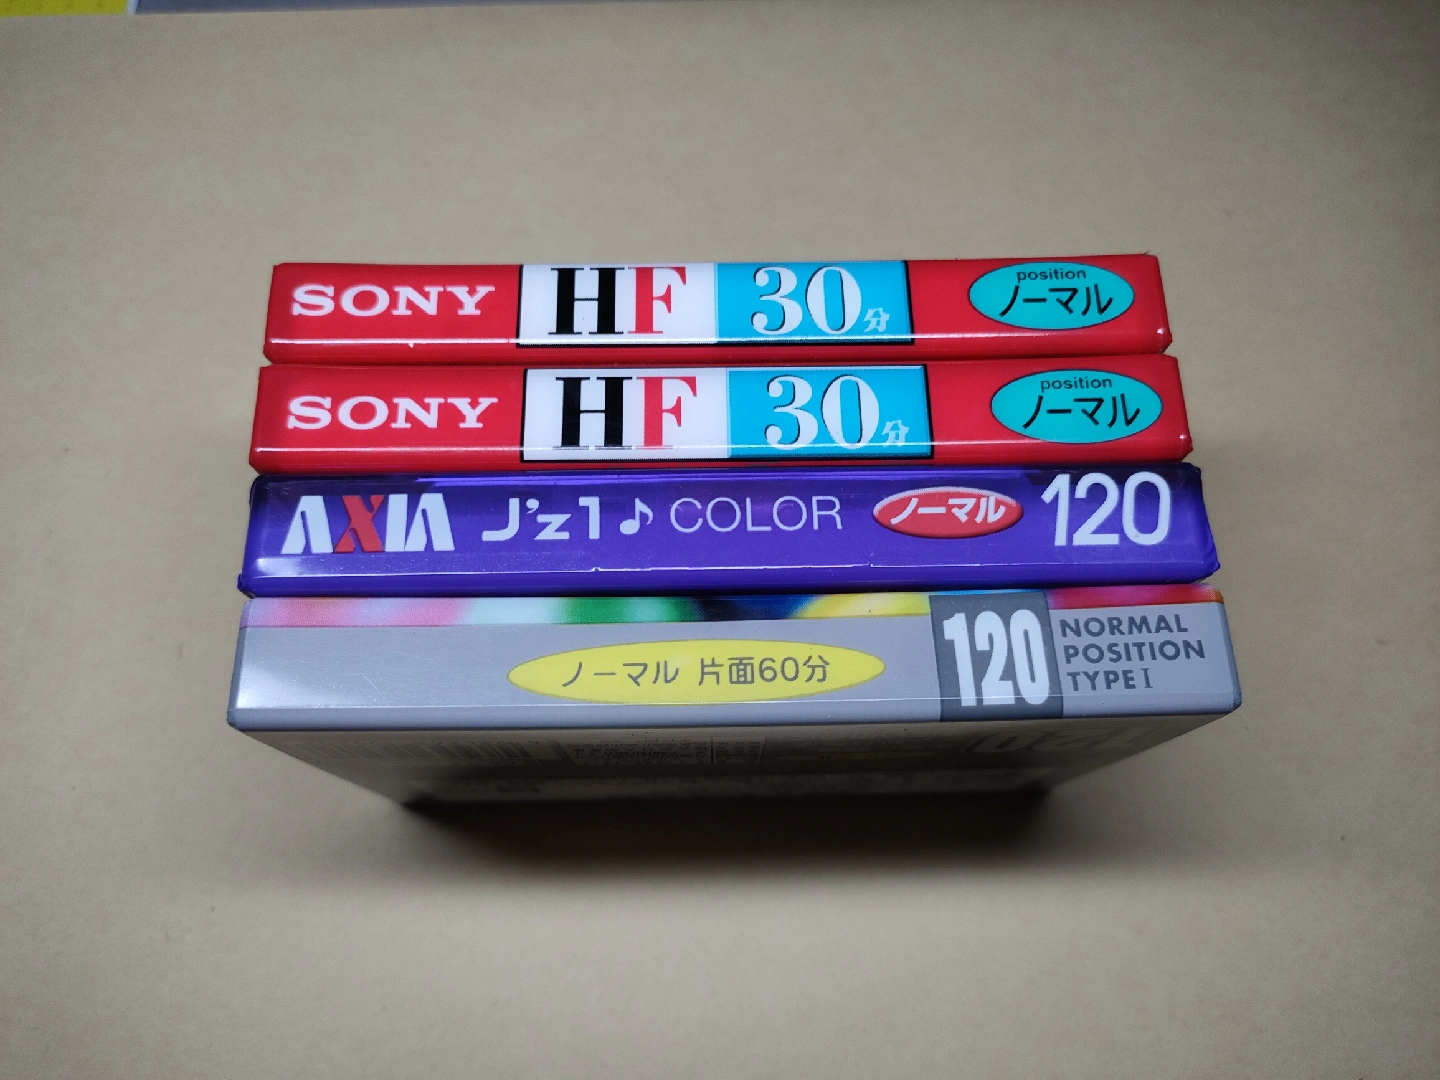 SONY HF 30分 position ノーマル
SONY HF 30分 position ノーマル
AXIA J'z1♪ COLOR ノーマル 120
ノーマル 片面60分 120 NORMAL
POSITION
TYPE I
120